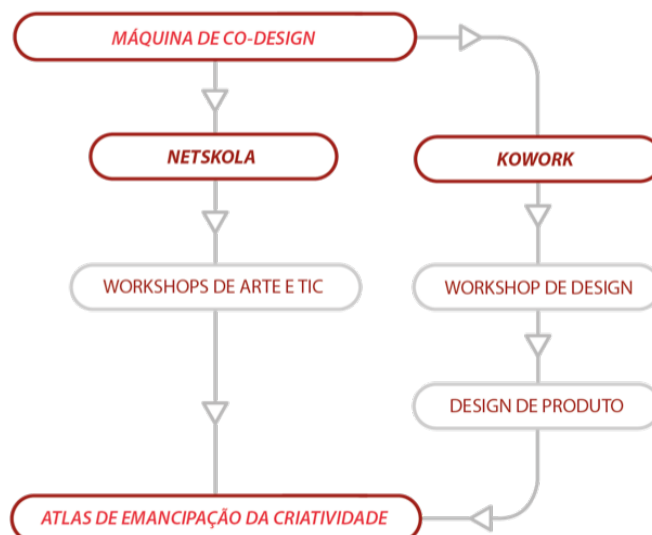 MÁQUINA DE CO-DESIGN
NETSKOLA
KOWORK
WORKSHOPS DE ARTE E TIC
WORKSHOP DE DESIGN
DESIGN DE PRODUTO
ATLAS DE EMANCIPAÇÃO DA CRIATIVIDADE